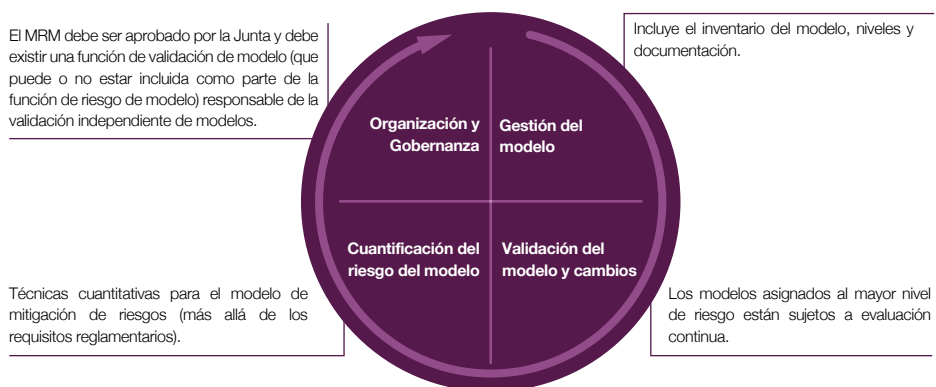 El MRM debe ser aprobado por la Junta y debe
existir una función de validación de modelo (que
puede o no estar incluida como parte de la
función de riesgo de modelo) responsable de la
validación independiente de modelos.
Incluye el inventario del modelo, niveles y
documentación.
Organización y
Gobernanza
Gestión del
modelo
Cuantificación del
riesgo del modelo
Validación del
modelo y cambios
Técnicas cuantitativas para el modelo de
mitigación de riesgos (más allá de los
requisitos reglamentarios).
Los modelos asignados al mayor nivel
de riesgo están sujetos a evaluación
continua.